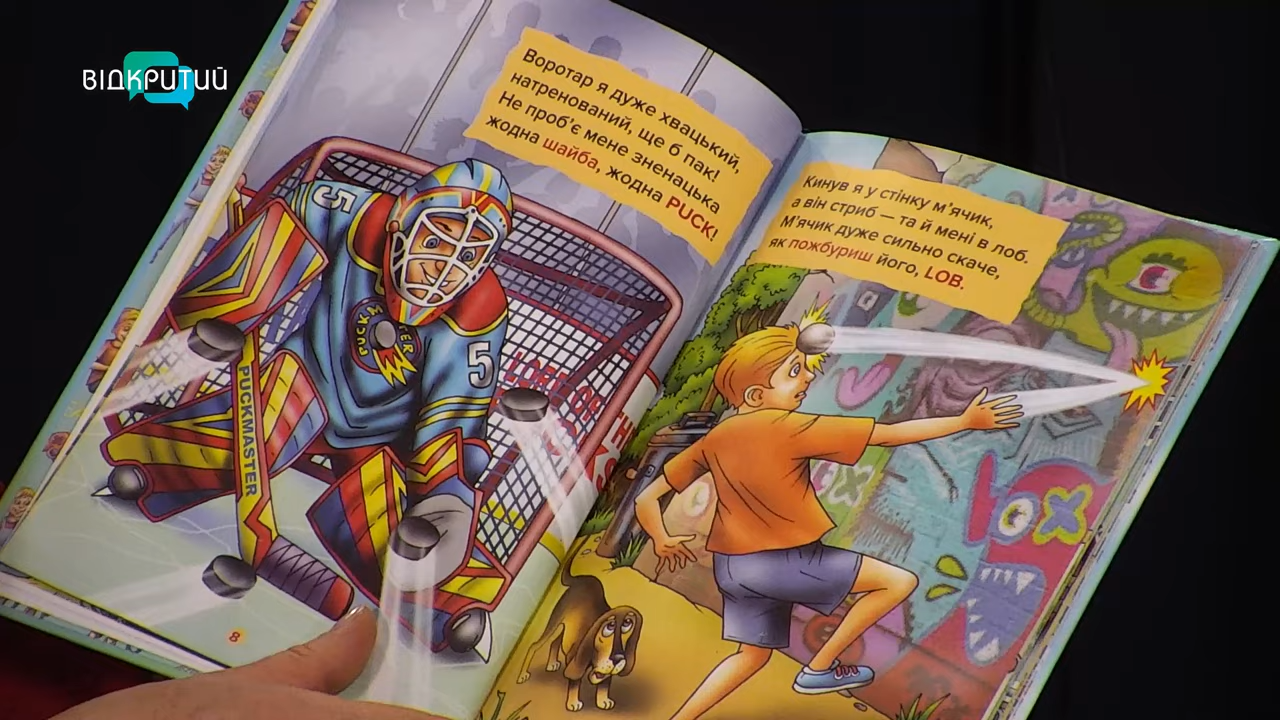 ВІДКРИТИЙ
Воротар я дуже хвацький,
натренований, ще б пак!
Не проб'є мене зненацька
жодна шайба, жодна PUCK!
5
PUCKMASTER
5
PUCKMASTER
8
Кинув я у стінку м'ячик,
а він стриб — та й мені в лоб.
М'ячик дуже сильно скаче,
як пожбуриш його, LOB.